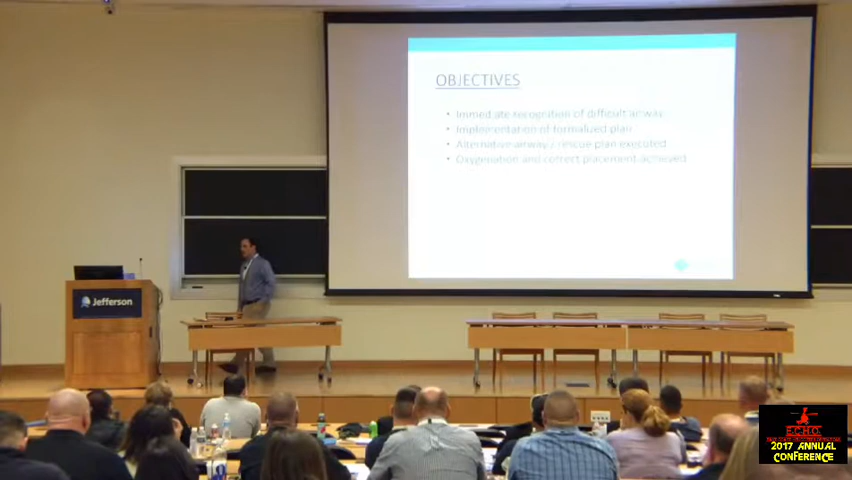 OBJECTIVES
• Immediate recognition of difficult airway
• Implementation of formalized plan
• Alternative airway / rescue plan executed
• Oxygenation and correct placement achieved
Jefferson
E.C.H.O.
2017 ANNUAL
CONFERENCE